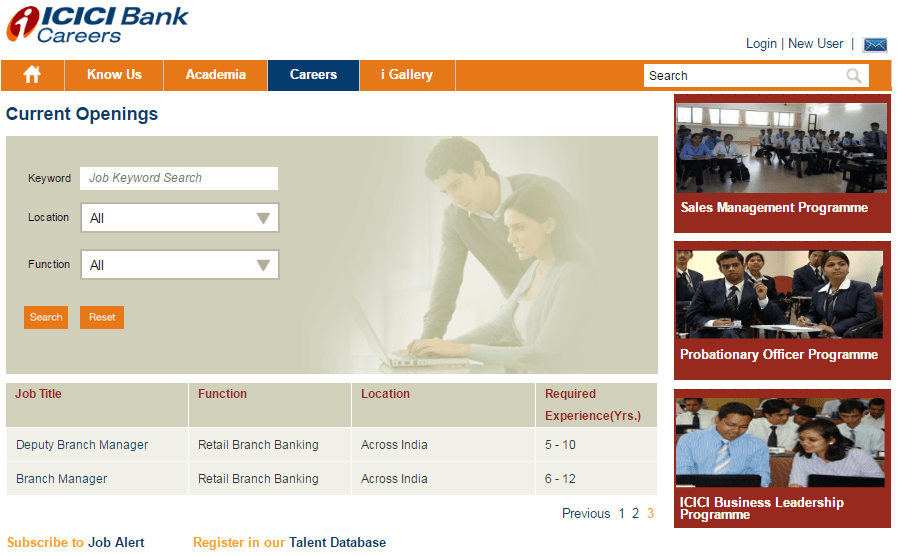 ICICI Bank
Careers
Login | New User |
Know Us Academia Careers i Gallery Search
Current Openings
Keyword Job Keyword Search
Location All
Function All
Search Reset
Job Title Function Location Required Experience(Yrs.)
Deputy Branch Manager Retail Branch Banking Across India 5 - 10
Branch Manager Retail Branch Banking Across India 6 - 12
Previous 1 2 3
Subscribe to Job Alert Register in our Talent Database
Sales Management Programme
Probationary Officer Programme
ICICI Business Leadership
Programme